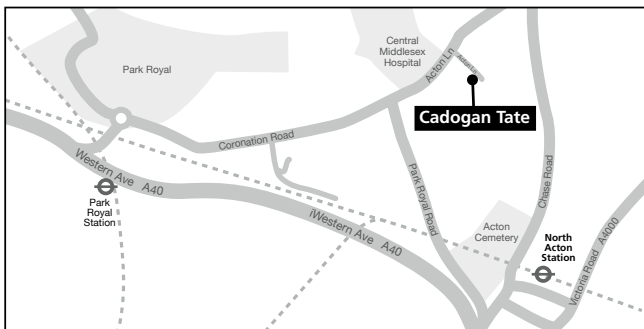 Park Royal
Central
Middlesex
Hospital
Acton Ln
Cadogan Tate
Coronation Road
Western Ave A40
Park
Royal
Station
iWestern Ave A40
Park Royal Road
Chase Road
Acton
Cemetery
North
Acton
Station
Victoria Road A4000